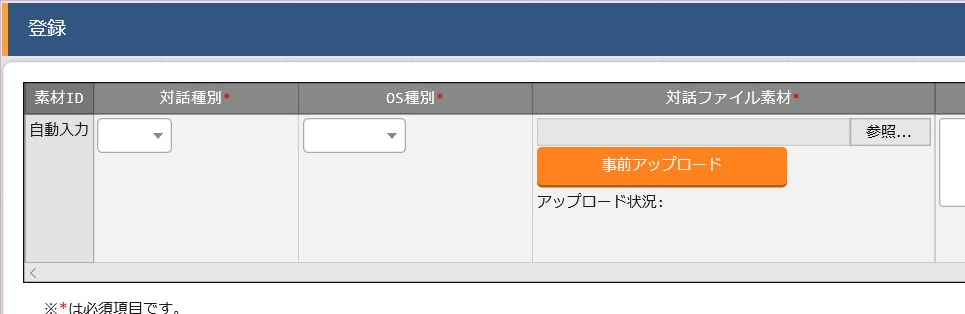 登録
素材ID 対話種別* OS種別* 対話ファイル素材*
自動入力 参照...
事前アップロード
アップロード状況:
※*は必須項目です。